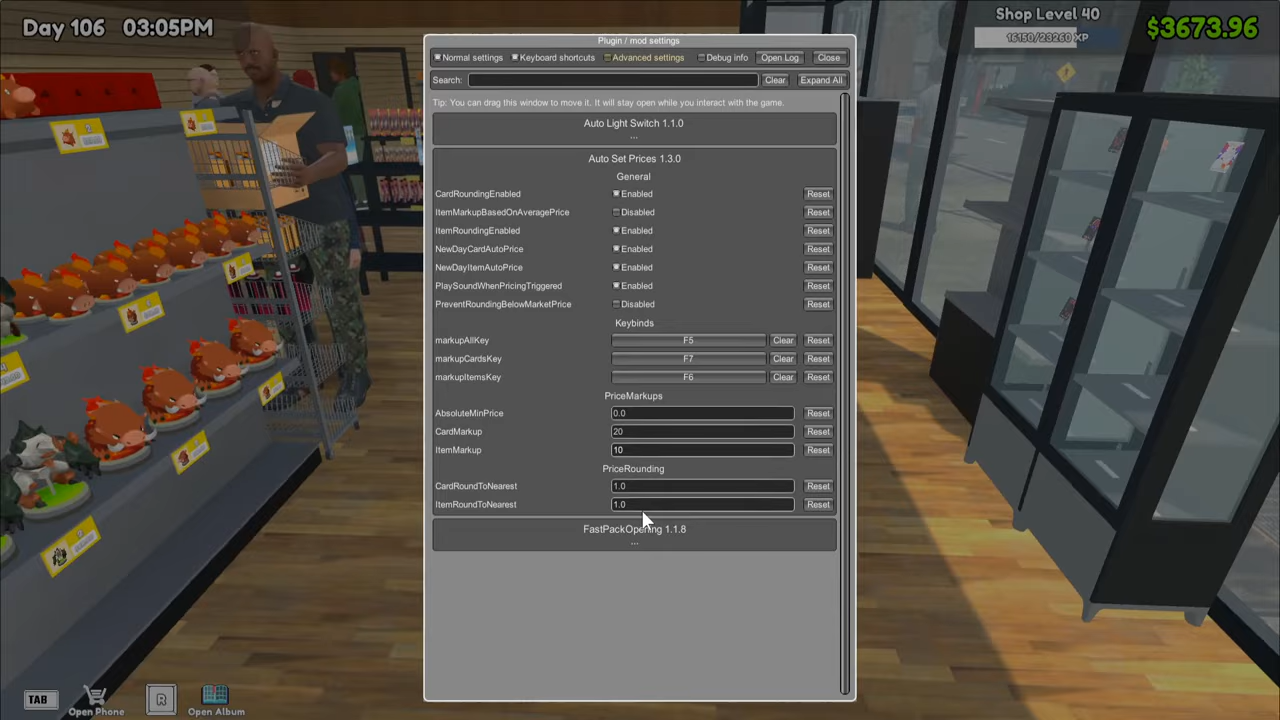 Day 106 03:05PM
Shop Level 40
16150/23260 XP
$3673.96
Plugin / mod settings
Normal settings Keyboard shortcuts Advanced settings Debug info Open Log Close
Search: Clear Expand All
Tip: You can drag this window to move it. It will stay open while you interact with the game.
Auto Light Switch 1.1.0
...
Auto Set Prices 1.3.0
General
CardRoundingEnabled Enabled Reset
ItemMarkupBasedOnAveragePrice Disabled Reset
ItemRoundingEnabled Enabled Reset
NewDayCardAutoPrice Enabled Reset
NewDayItemAutoPrice Enabled Reset
PlaySoundWhenPricingTriggered Enabled Reset
PreventRoundingBelowMarketPrice Disabled Reset
Keybinds
markupAllKey F5 Clear Reset
markupCardsKey F7 Clear Reset
markupItemsKey F6 Clear Reset
PriceMarkups
AbsoluteMinPrice 0.0 Reset
CardMarkup 20 Reset
ItemMarkup 10 Reset
PriceRounding
CardRoundToNearest 1.0 Reset
ItemRoundToNearest 1.0 Reset
FastPackOpening 1.1.8
...
TAB Open Phone R Open Album